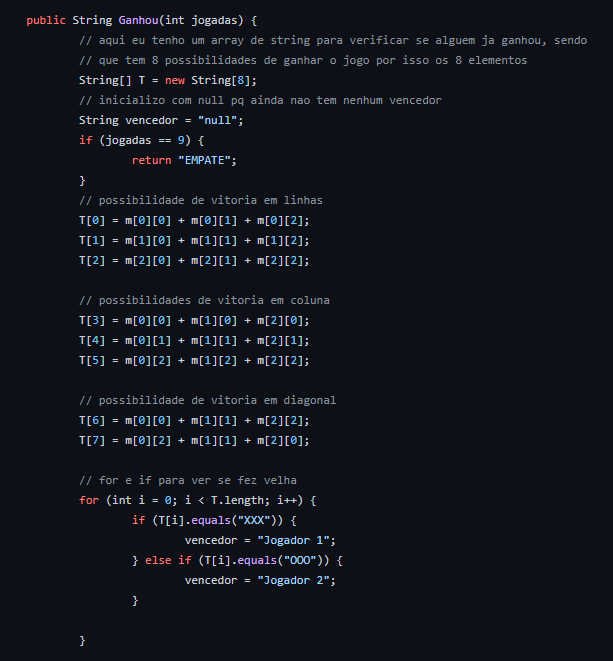 public String Ganhou(int jogadas) {
// aqui eu tenho um array de string para verificar se alguem ja ganhou, sendo
// que tem 8 possibilidades de ganhar o jogo por isso os 8 elementos
String[] T = new String[8];
// inicializo com null pq ainda nao tem nenhum vencedor
String vencedor = "null";
if (jogadas == 9) {
return "EMPATE";
}
// possibilidade de vitoria em linhas
T[0] = m[0][0] + m[0][1] + m[0][2];
T[1] = m[1][0] + m[1][1] + m[1][2];
T[2] = m[2][0] + m[2][1] + m[2][2];
// possibilidades de vitoria em coluna
T[3] = m[0][0] + m[1][0] + m[2][0];
T[4] = m[0][1] + m[1][1] + m[2][1];
T[5] = m[0][2] + m[1][2] + m[2][2];
// possibilidade de vitoria em diagonal
T[6] = m[0][0] + m[1][1] + m[2][2];
T[7] = m[0][2] + m[1][1] + m[2][0];
// for e if para ver se fez velha
for (int i = 0; i < T.length; i++) {
if (T[i].equals("XXX")) {
vencedor = "Jogador 1";
} else if (T[i].equals("OOO")) {
vencedor = "Jogador 2";
}
}